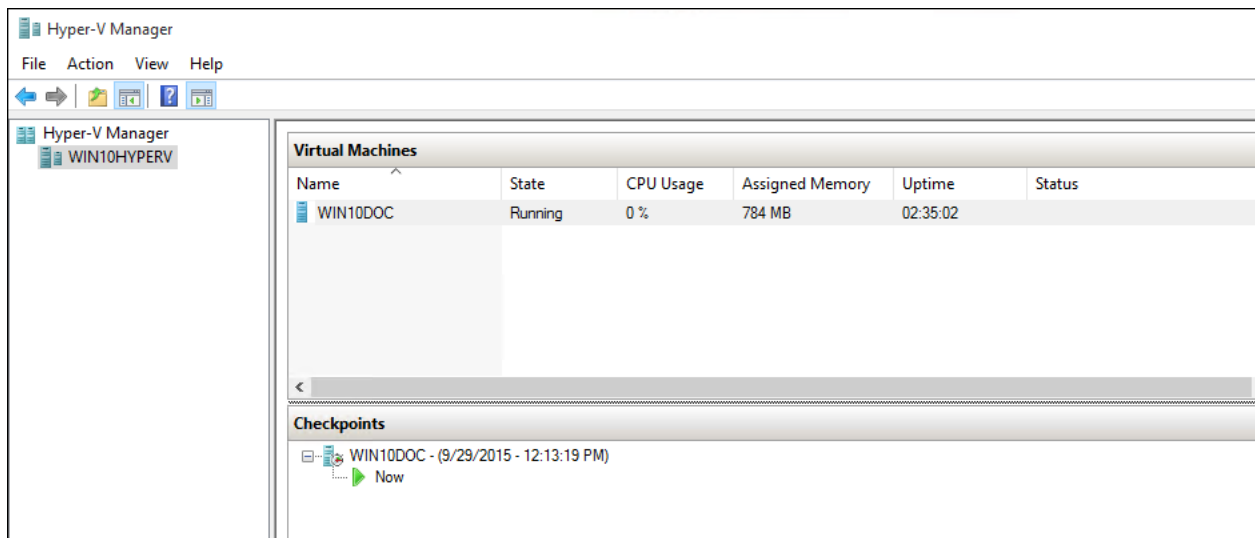 Hyper-V Manager
File Action View Help
Hyper-V Manager
WIN10HYPERV
Virtual Machines
Name State CPU Usage Assigned Memory Uptime Status
WIN10DOC Running 0 % 784 MB 02:35:02
Checkpoints
WIN10DOC - (9/29/2015 - 12:13:19 PM)
Now